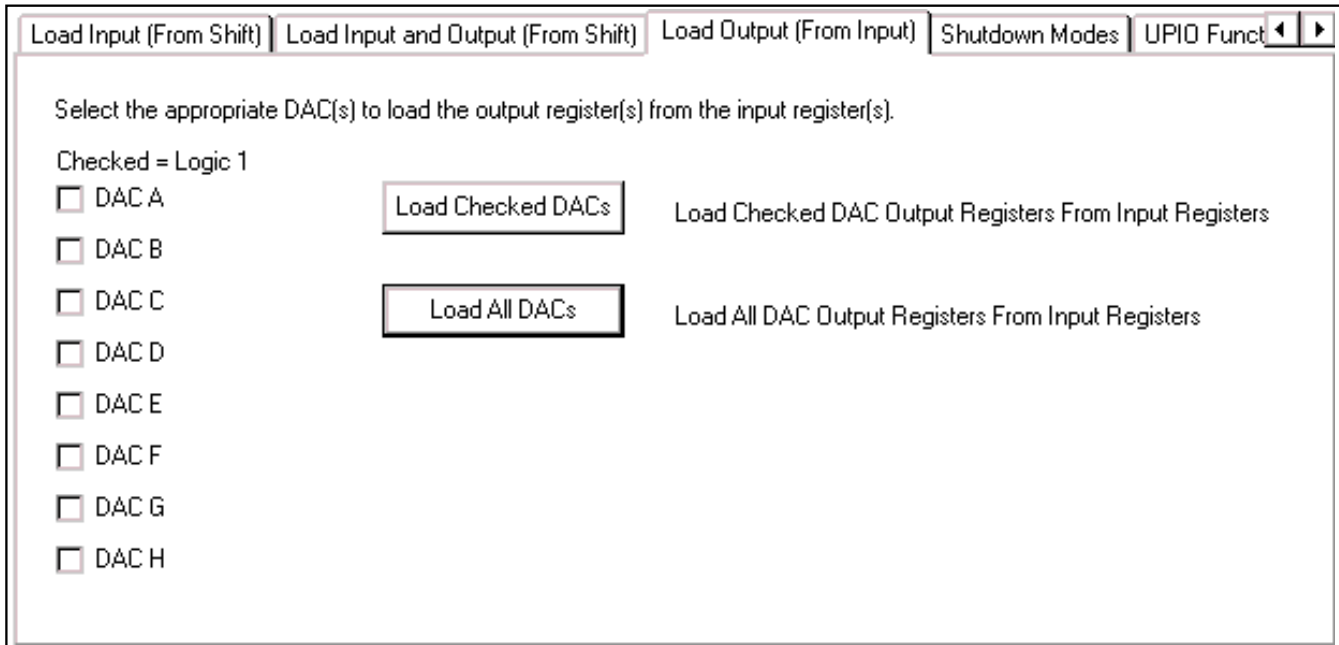 Load Input (From Shift) Load Input and Output (From Shift) Load Output (From Input) Shutdown Modes UPIO Funct
Select the appropriate DAC(s) to load the output register(s) from the input register(s).
Checked = Logic 1
DAC A
Load Checked DACs Load Checked DAC Output Registers From Input Registers
DAC B
DAC C
Load All DACs Load All DAC Output Registers From Input Registers
DAC D
DAC E
DAC F
DAC G
DAC H